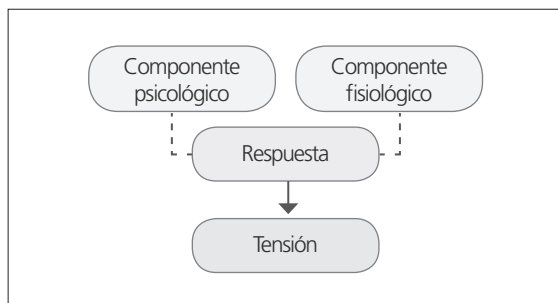 Componente
psicológico
Componente
fisiológico
Respuesta
Tensión